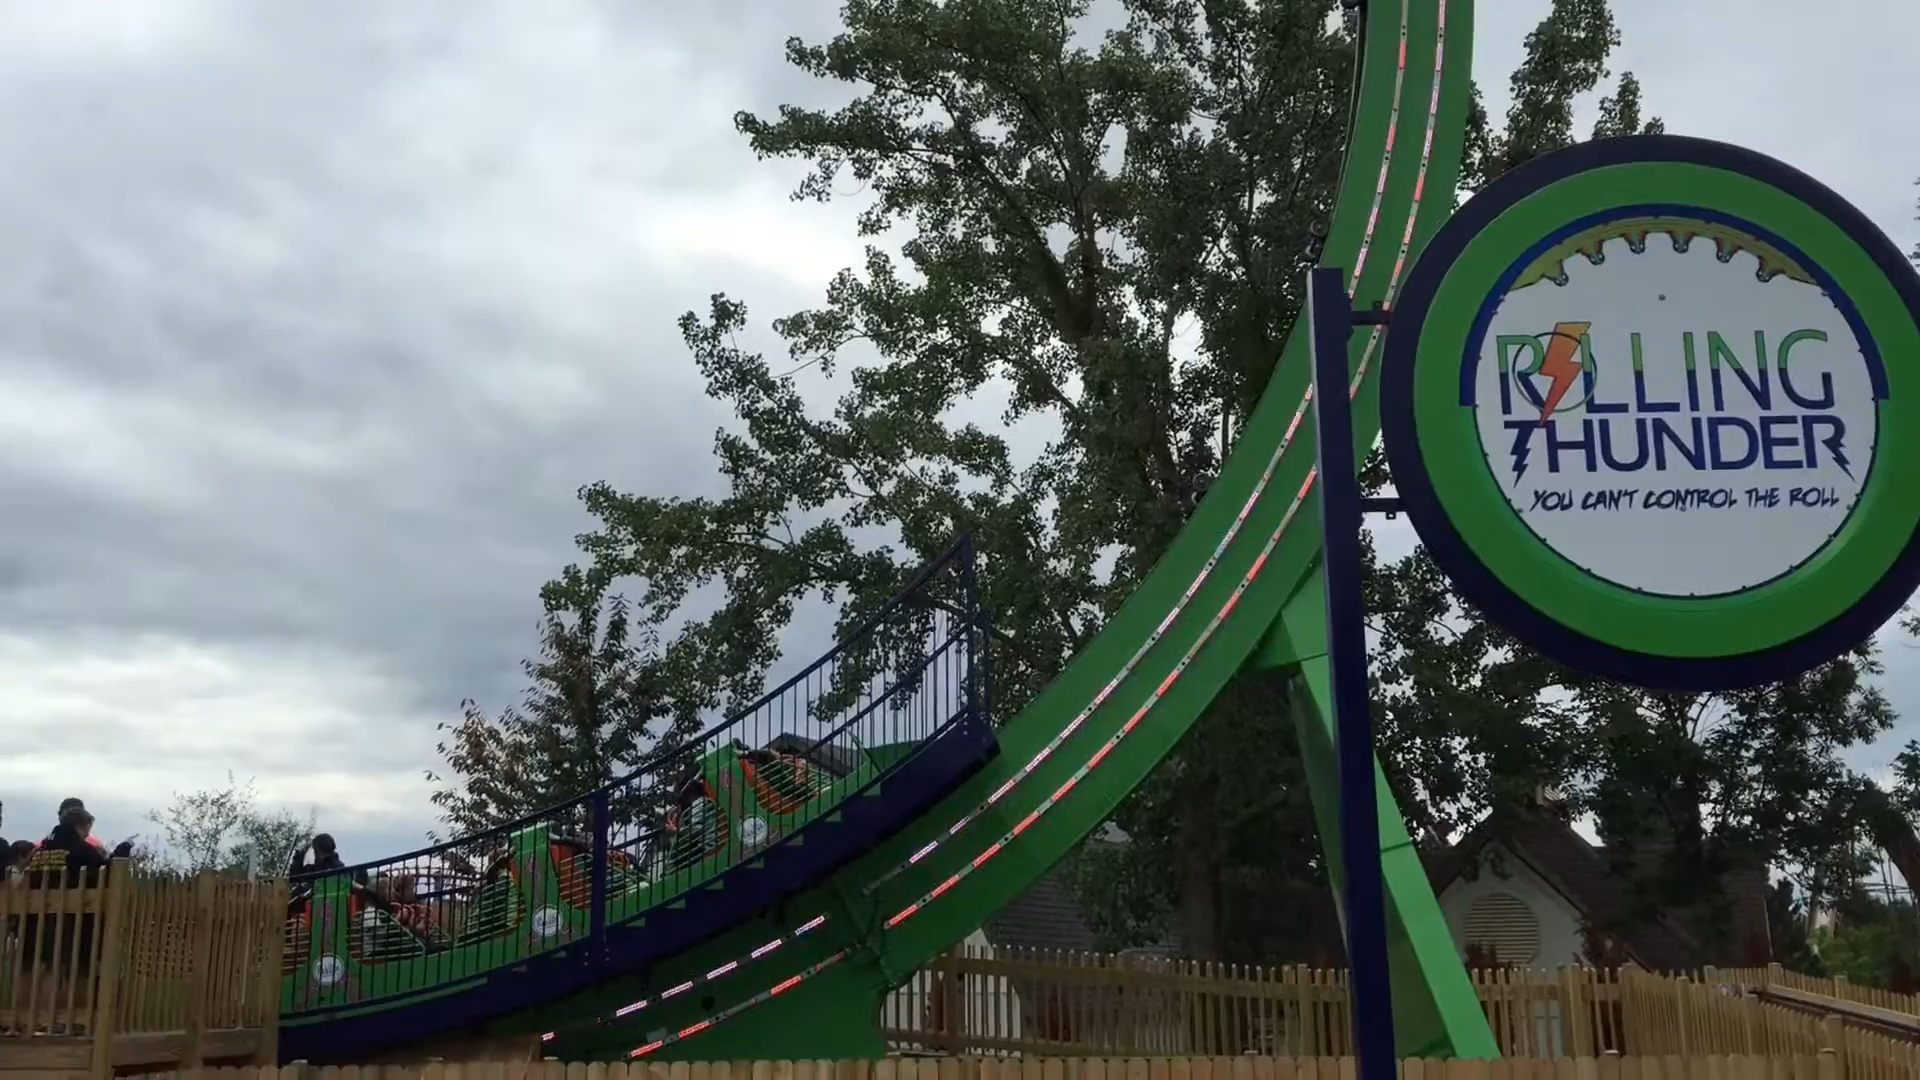 ROLLING
THUNDER
YOU CAN'T CONTROL THE ROLL